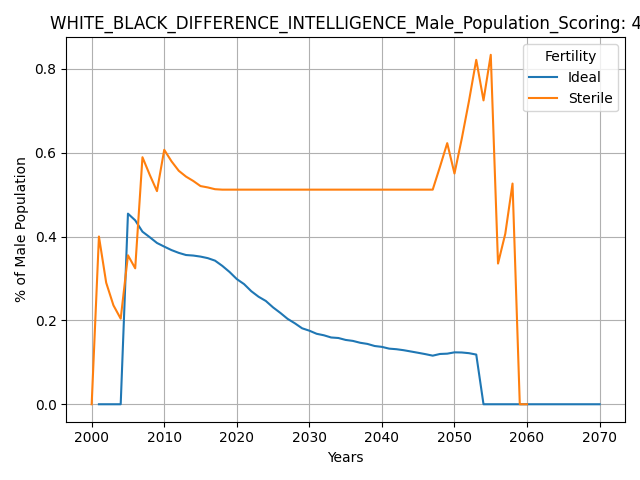 WHITE_BLACK_DIFFERENCE_INTELLIGENCE_Male_Population_Scoring: 4
Fertility
Ideal
Sterile
% of Male Population
0.8
0.6
0.4
0.2
0.0
2000 2010 2020 2030 2040 2050 2060 2070
Years